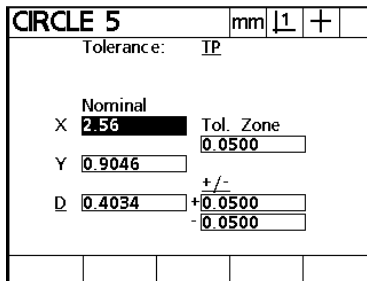 CIRCLE 5 mm 1
Tolerance: TP
Nominal
X 2.56 Tol. Zone
0.0500
Y 0.9046
+/-
D 0.4034 +0.0500
-0.0500